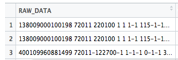 RAW_DATA
1 138009000100198 72011 220100 1 1 1-1 115-1-1...
2 138009000100198 72011 220100 1 1 1-1 115-1-1...
3 400109960881499 72011-122700-1 1-1-1 0-1-1 3...